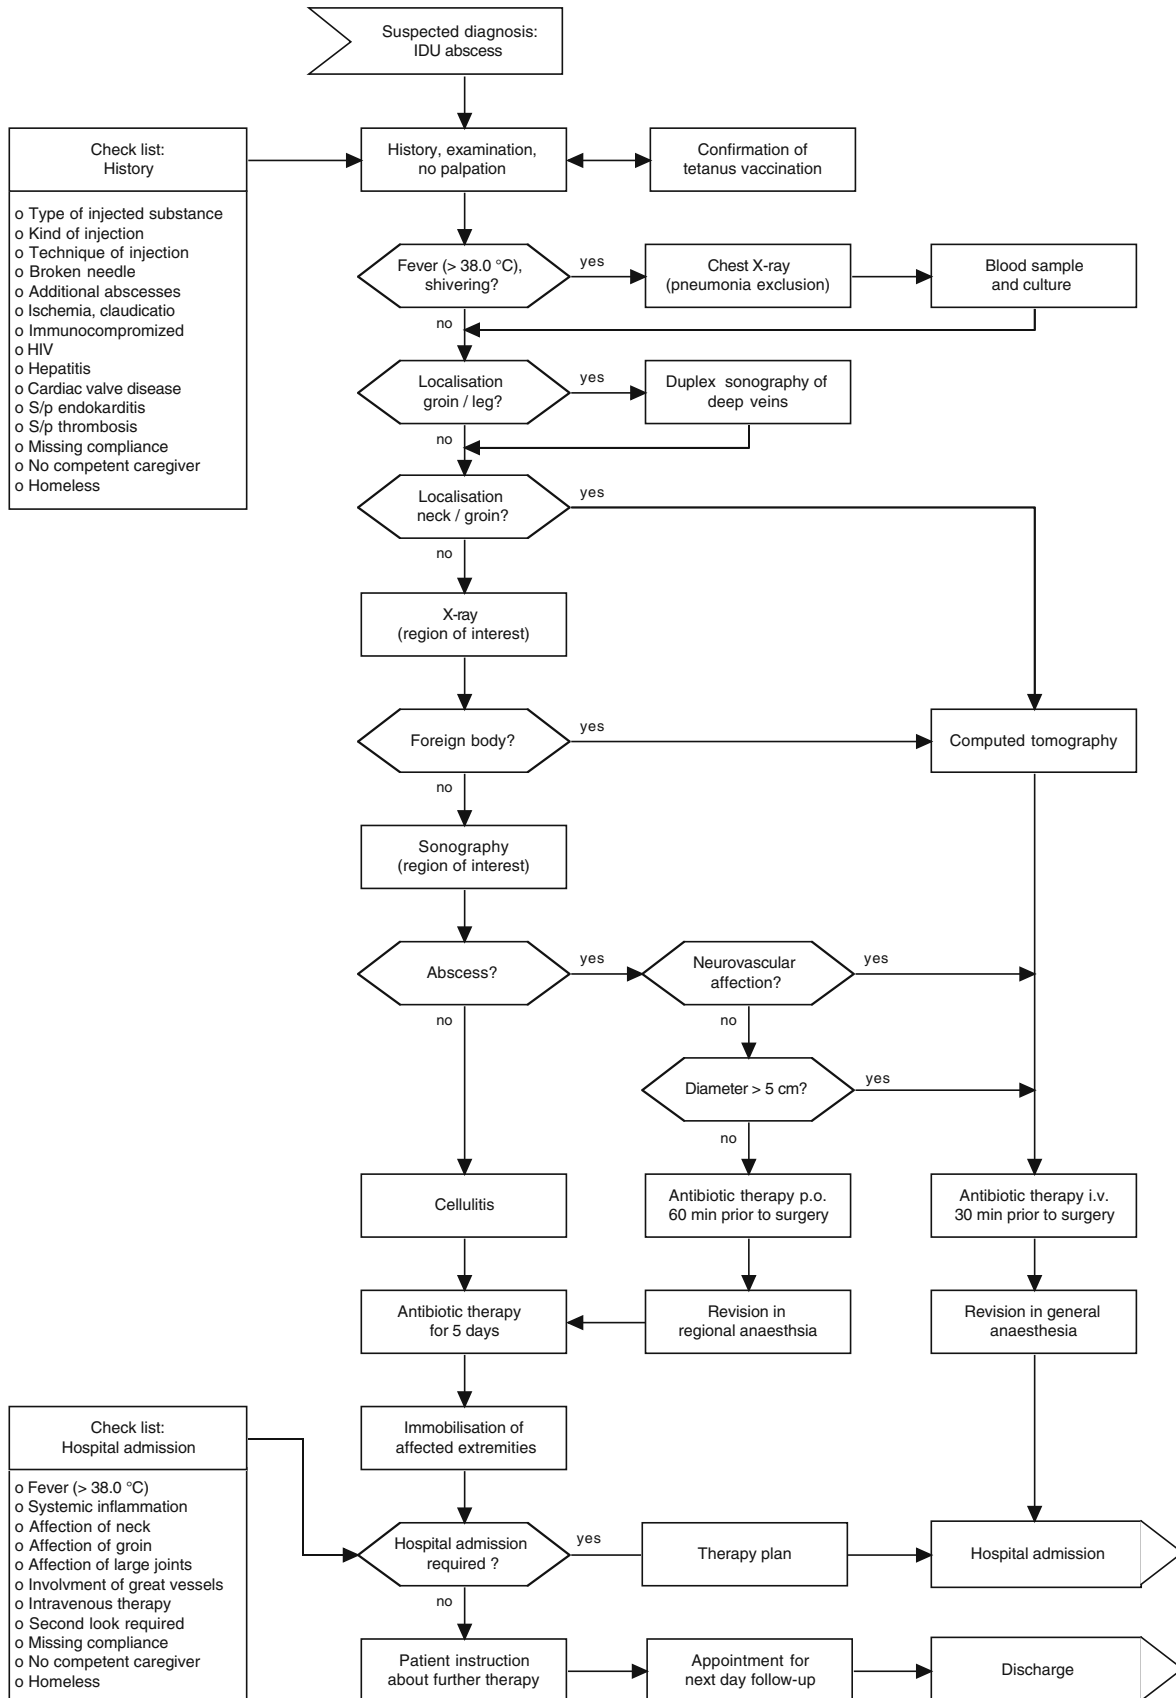 Suspected diagnosis:
IDU abscess
Check list:
History
o Type of injected substance
o Kind of injection
o Technique of injection
o Broken needle
o Additional abscesses
o Ischemia, claudicatio
o Immunocompromized
o HIV
o Hepatitis
o Cardiac valve disease
o S/p endokarditis
o S/p thrombosis
o Missing compliance
o No competent caregiver
o Homeless
History, examination,
no palpation
Confirmation of
tetanus vaccination
Fever (> 38.0 °C),
shivering?
yes
Chest X-ray
(pneumonia exclusion)
Blood sample
and culture
no
Localisation
groin / leg?
yes
Duplex sonography of
deep veins
no
Localisation
neck / groin?
yes
no
X-ray
(region of interest)
Foreign body?
yes
Computed tomography
no
Sonography
(region of interest)
Abscess?
yes
Neurovascular
affection?
yes
no
no
Diameter > 5 cm?
yes
no
Cellulitis
Antibiotic therapy p.o.
60 min prior to surgery
Antibiotic therapy i.v.
30 min prior to surgery
Antibiotic therapy
for 5 days
Revision in
regional anaesthsia
Revision in general
anaesthesia
Immobilisation of
affected extremities
Check list:
Hospital admission
o Fever (> 38.0 °C)
o Systemic inflammation
o Affection of neck
o Affection of groin
o Affection of large joints
o Involvment of great vessels
o Intravenous therapy
o Second look required
o Missing compliance
o No competent caregiver
o Homeless
Hospital admission
required ?
yes
Therapy plan
Hospital admission
no
Patient instruction
about further therapy
Appointment for
next day follow-up
Discharge